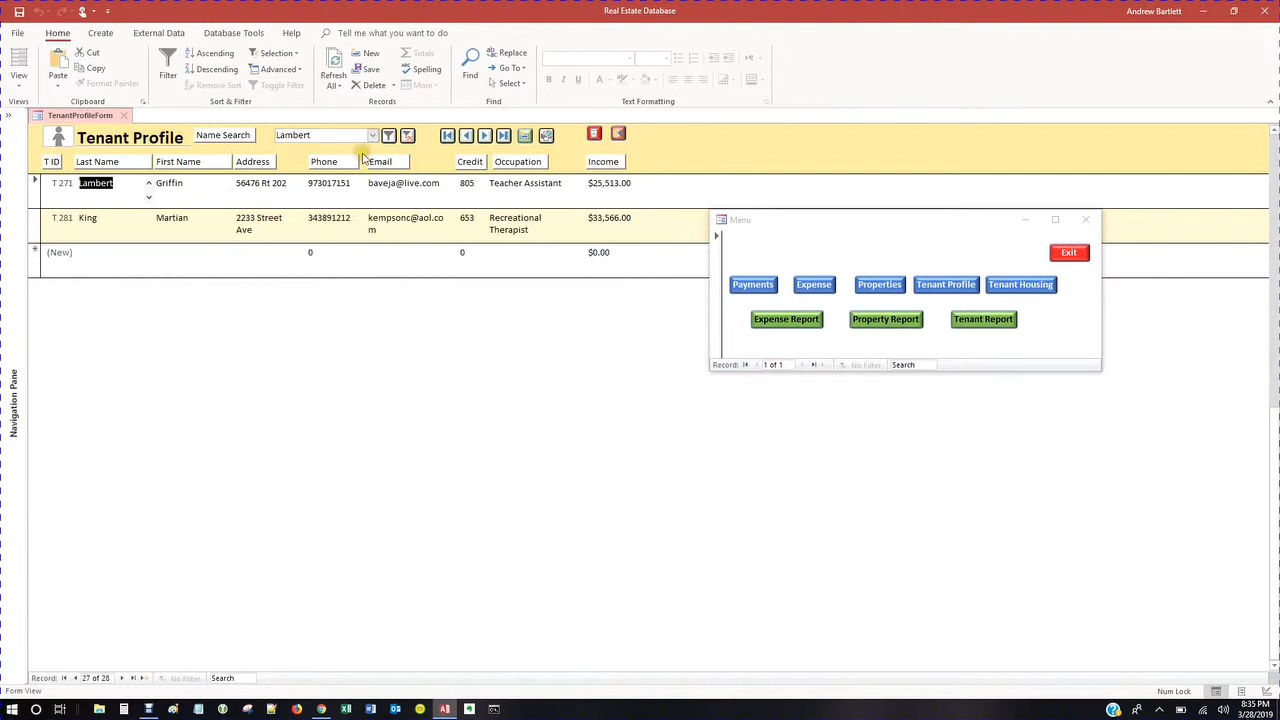 Real Estate Database
Andrew Bartlett
File Home Create External Data Database Tools Help Tell me what you want to do
View
Views
Paste
Cut
Copy
Format Painter
Clipboard
Filter
Ascending
Descending
Remove Sort
Selection
Advanced
Toggle Filter
Sort & Filter
Refresh
All
New
Save
Delete
Totals
Spelling
More
Records
Find
Replace
Go To
Select
Find
B I U
A
Text Formatting
TenantProfileForm
Tenant Profile Name Search Lambert
T ID Last Name First Name Address Phone Email Credit Occupation Income
T 271 Lambert Griffin 56476 Rt 202 973017151 baveja@live.com 805 Teacher Assistant $25,513.00
T 281 King Martian 2233 Street 343891212 kempsonc@aol.co 653 Recreational $33,566.00
Ave m Therapist
(New) 0 0 $0.00
Menu
Exit
Payments Expense Properties Tenant Profile Tenant Housing
Expense Report Property Report Tenant Report
Record: 1 of 1 No Filter Search
Navigation Pane
Record: 27 of 28 No Filter Search
Form View
Num Lock
8:35 PM
3/28/2019